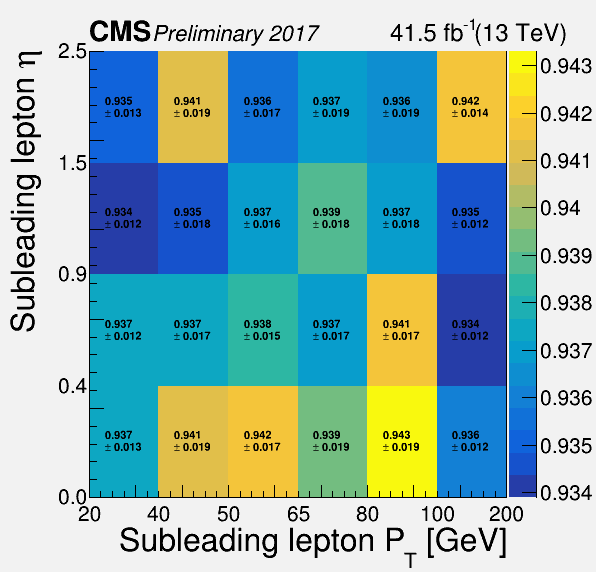 CMS Preliminary 2017 41.5 fb⁻¹(13 TeV)
Subleading lepton η
2.5
1.5
0.9
0.4
0.0
0.935 0.941 0.936 0.937 0.936 0.942
± 0.013 ± 0.019 ± 0.017 ± 0.019 ± 0.019 ± 0.014
0.934 0.935 0.937 0.939 0.937 0.935
± 0.012 ± 0.018 ± 0.016 ± 0.018 ± 0.018 ± 0.012
0.937 0.937 0.938 0.937 0.941 0.934
± 0.012 ± 0.017 ± 0.015 ± 0.017 ± 0.017 ± 0.012
0.937 0.941 0.942 0.939 0.943 0.936
± 0.013 ± 0.019 ± 0.017 ± 0.019 ± 0.019 ± 0.012
20 40 50 65 80 100 200
Subleading lepton P_T [GeV]
0.943
0.942
0.941
0.94
0.939
0.938
0.937
0.936
0.935
0.934